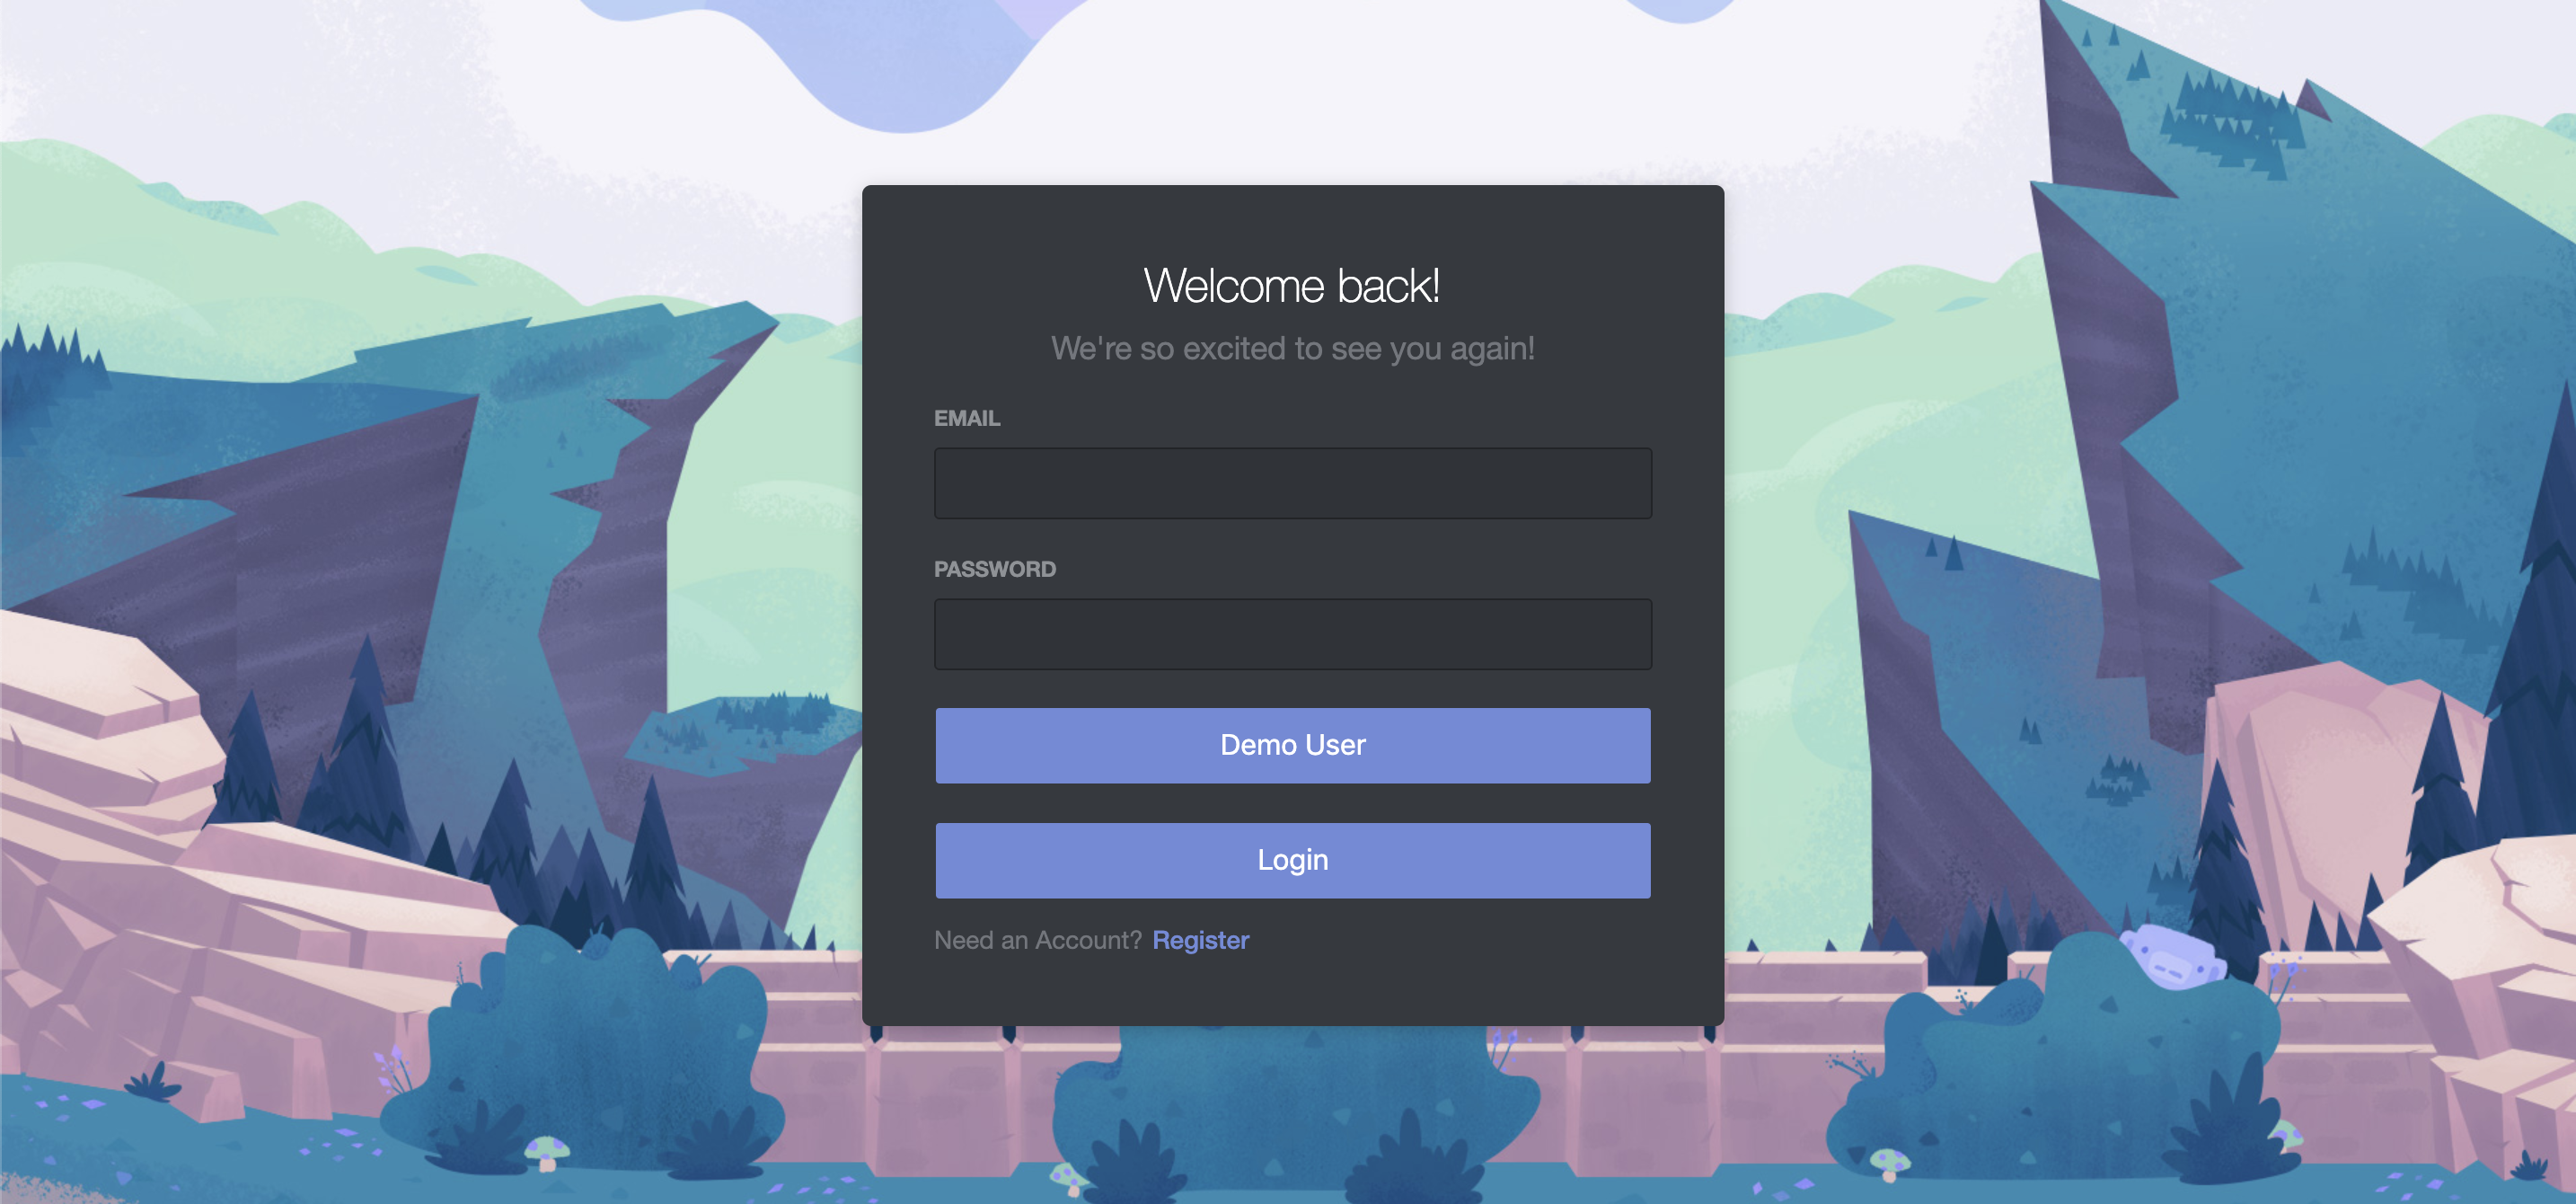 Welcome back!
We're so excited to see you again!
EMAIL
PASSWORD
Demo User
Login
Need an Account? Register